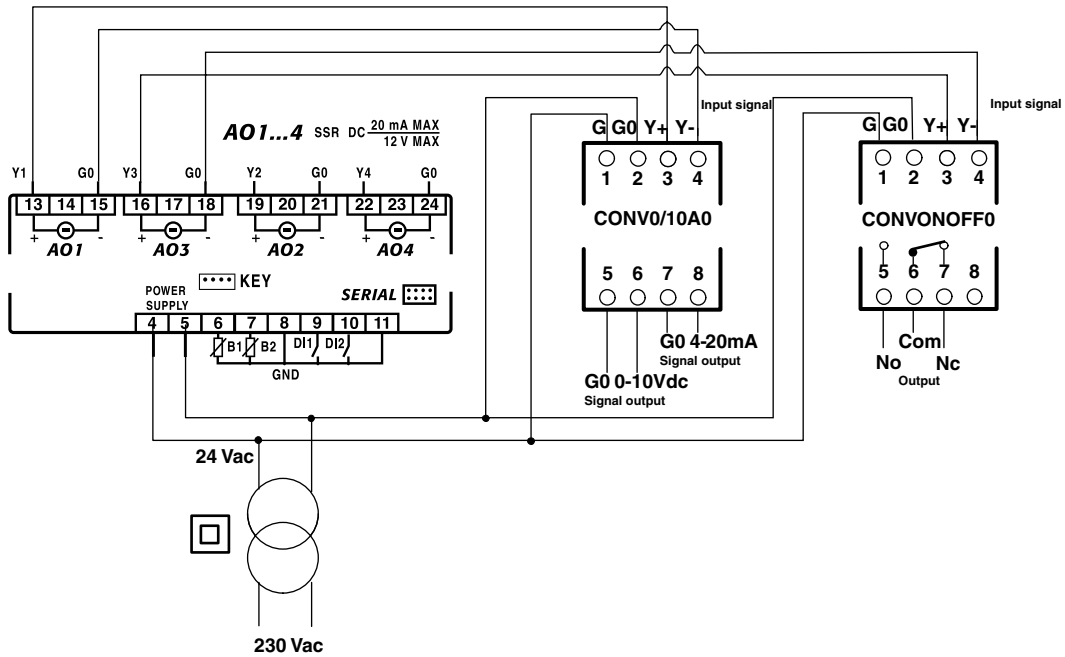 AO1...4 SSR DC 20 mA MAX
12 V MAX
Y1 G0 Y3 G0 Y2 G0 Y4 G0
13 14 15 16 17 18 19 20 21 22 23 24
+ AO1 - + AO3 - + AO2 - + AO4 -
KEY
POWER
SUPPLY
SERIAL
4 5 6 7 8 9 10 11
B1 B2 DI1 DI2
GND
Input signal
G G0 Y+ Y-
1 2 3 4
CONV0/10A0
5 6 7 8
G0 4-20mA
Signal output
G0 0-10Vdc
Signal output
Input signal
G G0 Y+ Y-
1 2 3 4
CONVONOFF0
5 6 7 8
No Com Nc
Output
24 Vac
230 Vac